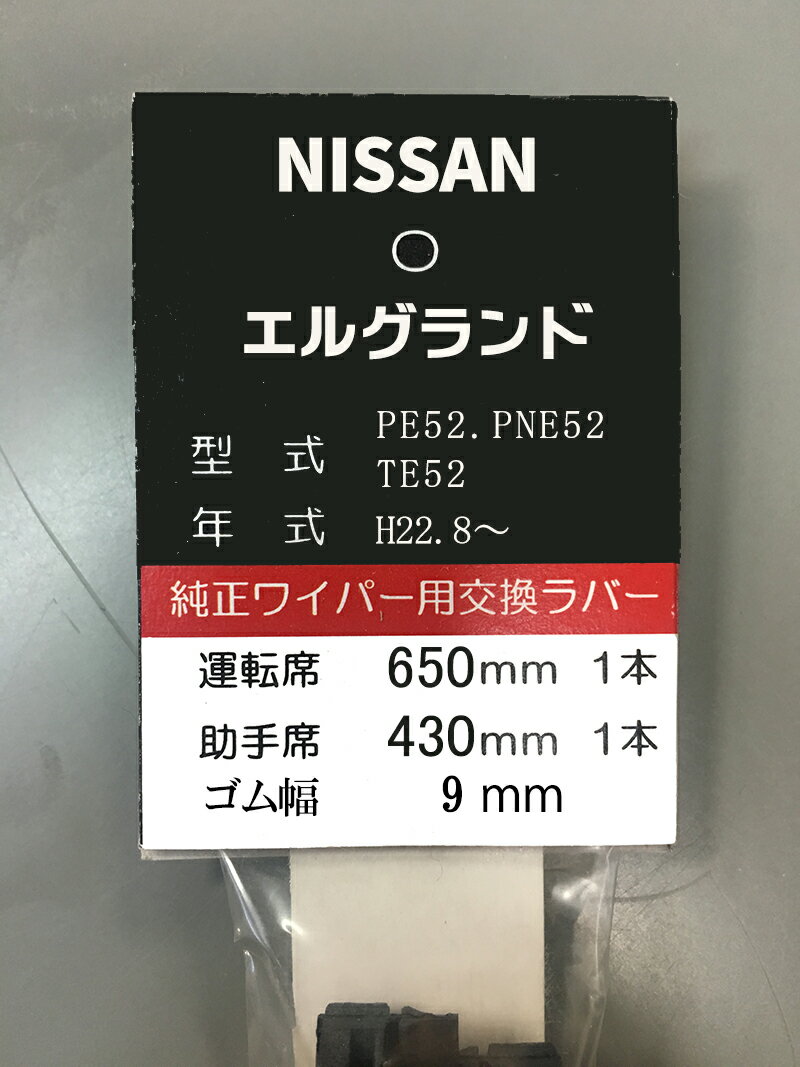 NISSAN
エルグランド
型 式 PE52.PNE52
TE52
年 式 H22.8～
純正ワイパー用交換ラバー
運転席 650mm 1本
助手席 430mm 1本
ゴム幅 9 mm